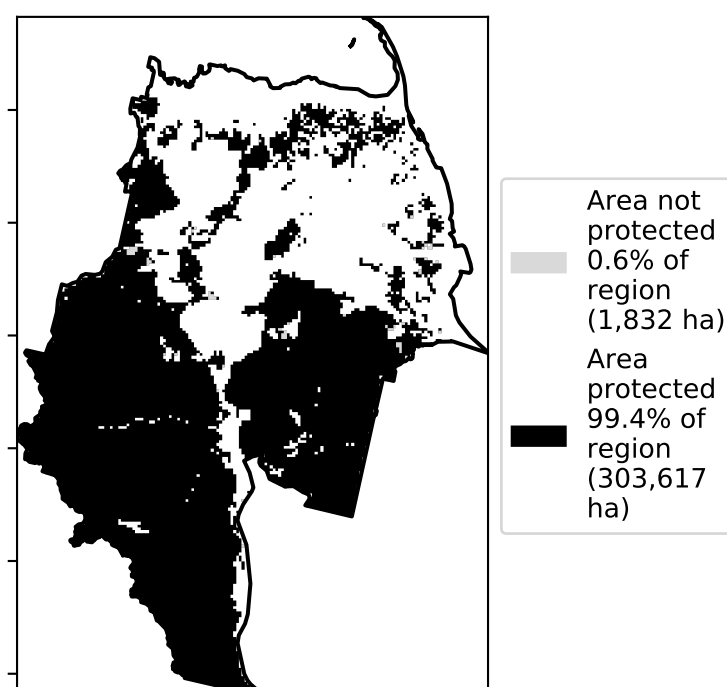 Area not
protected
0.6% of
region
(1,832 ha)
Area
protected
99.4% of
region
(303,617
ha)